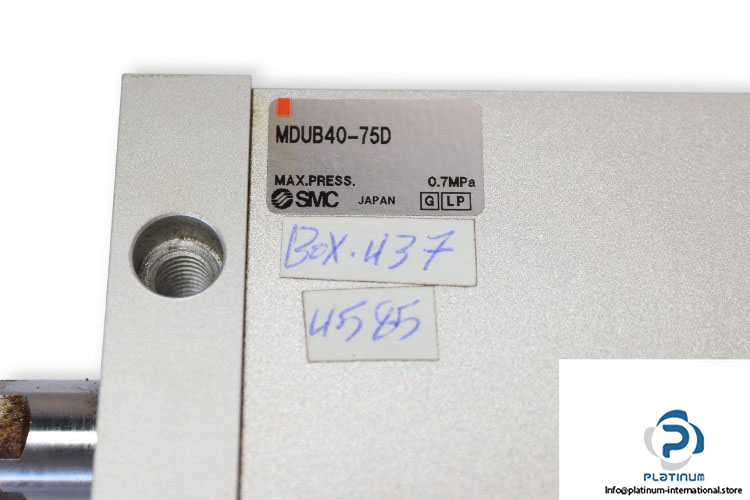 MDUB40-75D
MAX.PRESS. 0.7MPa
SMC JAPAN G LP
Box.437
4585
PLATINUM
Info@platinum-international.store